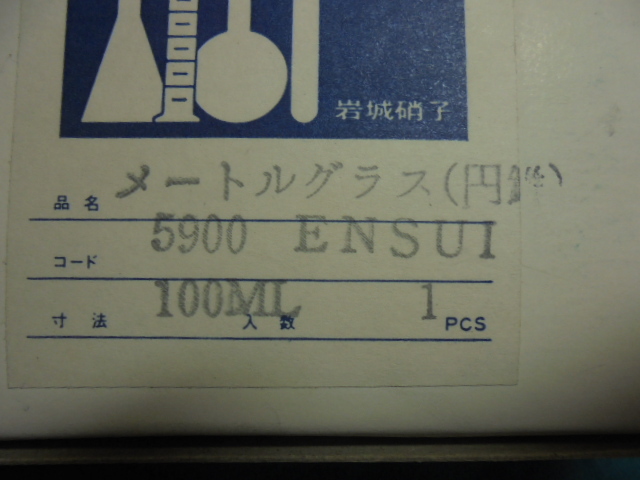 岩城硝子
品名 メートルグラス(円錐)
コード 5900 ENSUI
寸法 100ML 入数 1 PCS